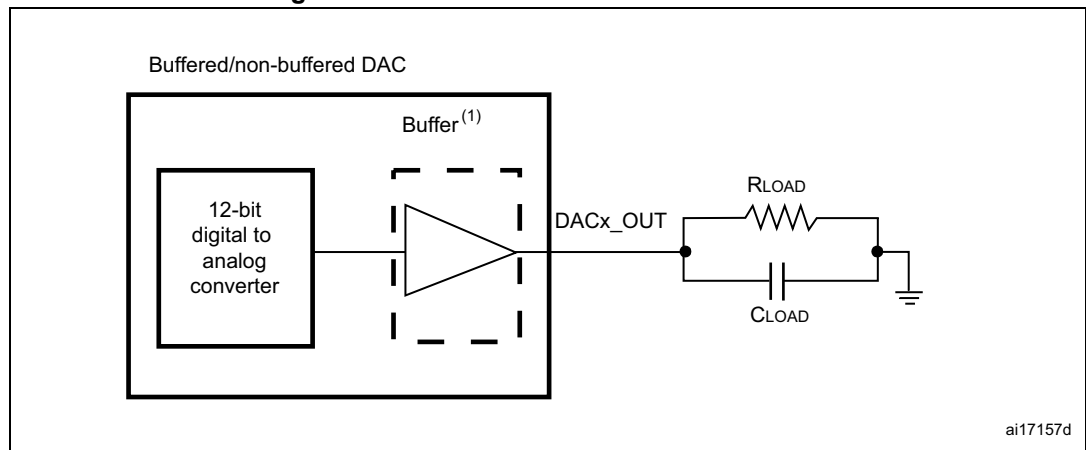 Buffered/non-buffered DAC
Buffer(1)
12-bit
digital to
analog
converter
DACx_OUT
RLOAD
CLOAD
ai17157d